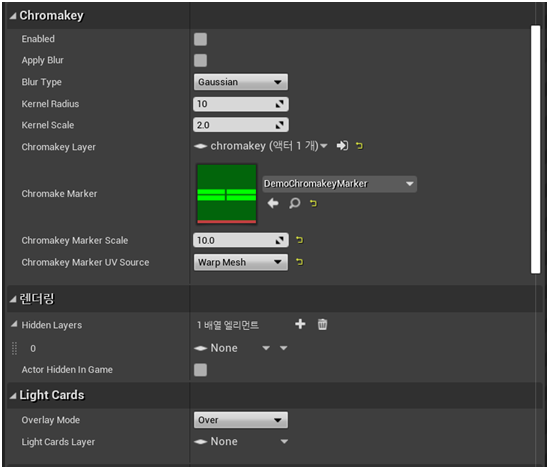 Chromakey
Enabled
Apply Blur
Blur Type Gaussian
Kernel Radius 10
Kernel Scale 2.0
Chromakey Layer chromakey (액터 1 개)
Chromake Marker DemoChromakeyMarker
Chromakey Marker Scale 10.0
Chromakey Marker UV Source Warp Mesh
렌더링
Hidden Layers 1 배열 엘리먼트
0 None
Actor Hidden In Game
Light Cards
Overlay Mode Over
Light Cards Layer None